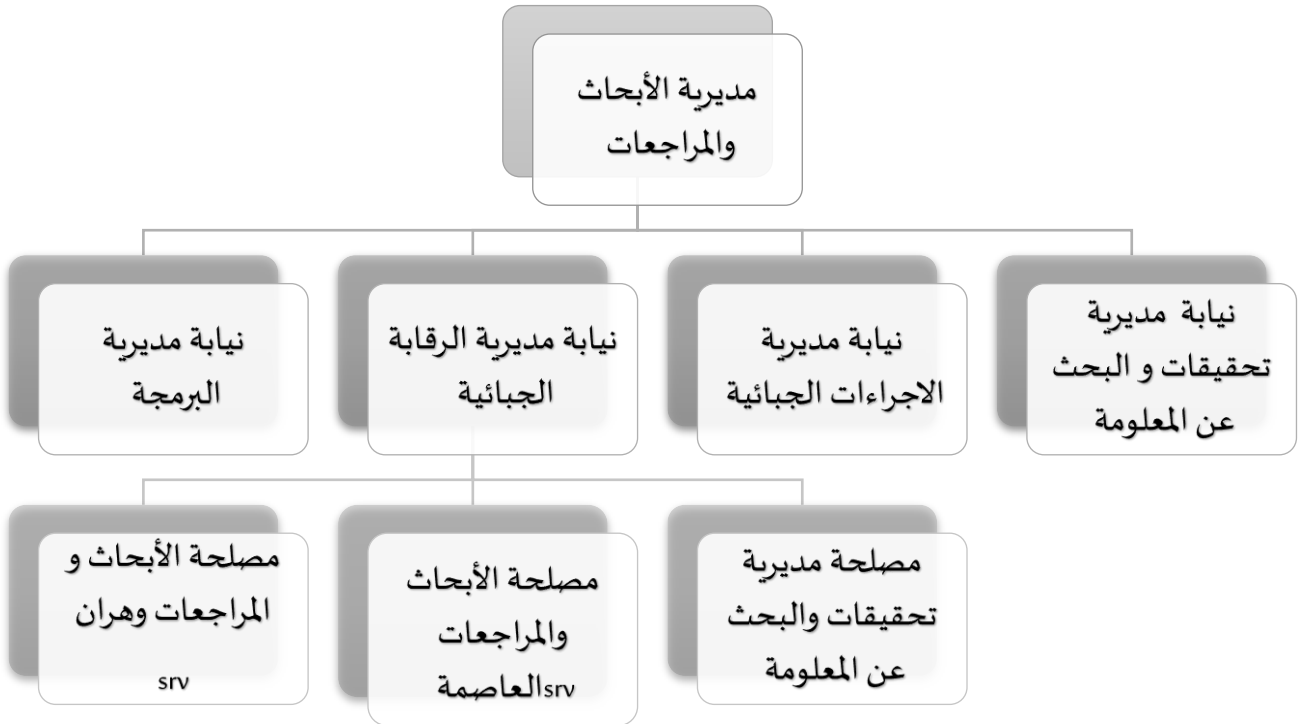 مديرية الأبحاث
والمراجعات
نيابة مديرية
تحقيقات و البحث
عن المعلومة
نيابة مديرية
الاجراءات الجبائية
نيابة مديرية الرقابة
الجبائية
نيابة مديرية
البرمجة
مصلحة مديرية
تحقيقات والبحث
عن المعلومة
مصلحة الأبحاث
والمراجعات
srvالعاصمة
مصلحة الأبحاث و
المراجعات وهران
srv